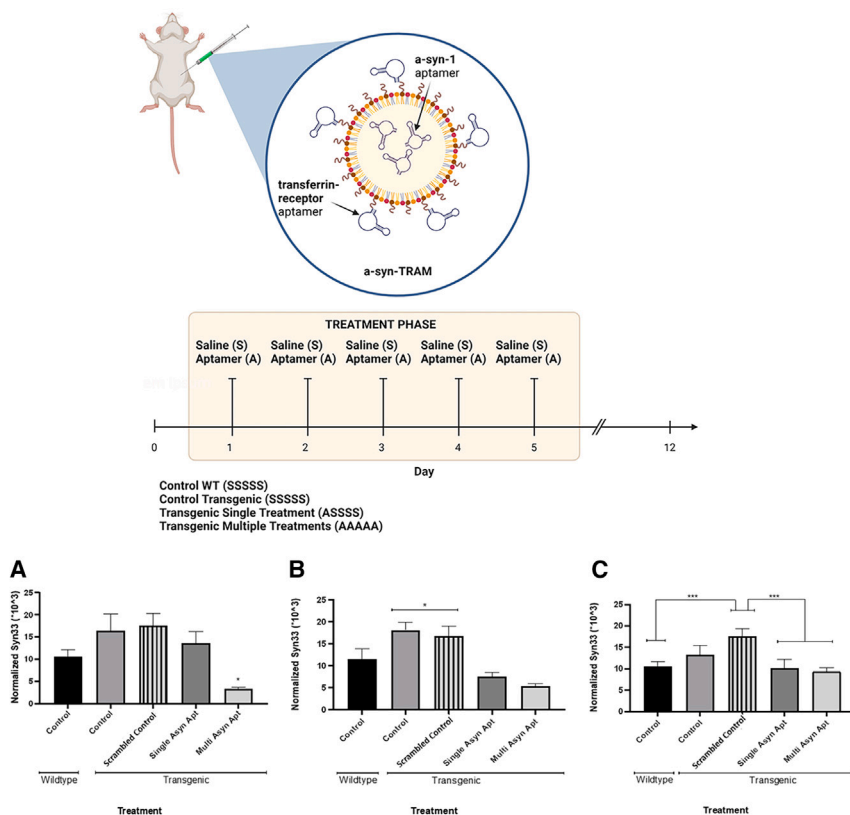 a-syn-1
aptamer
transferrin-
receptor
aptamer
a-syn-TRAM
TREATMENT PHASE
Saline (S) Saline (S) Saline (S) Saline (S) Saline (S)
Aptamer (A) Aptamer (A) Aptamer (A) Aptamer (A) Aptamer (A)
0 1 2 3 4 5 12
Day
Control WT (SSSSS)
Control Transgenic (SSSSS)
Transgenic Single Treatment (ASSSS)
Transgenic Multiple Treatments (AAAAA)
A
Normalized Syn33 (*10^3)
25
20
15
10
5
0
*
Control
Control
Scrambled Control
Single Asyn Apt
Multi Asyn Apt
Wildtype
Transgenic
Treatment
B
Normalized Syn33 (*10^3)
25
20
15
10
5
0
*
Control
Control
Scrambled Control
Single Asyn Apt
Multi Asyn Apt
Wildtype
Transgenic
Treatment
C
Normalized Syn33 (*10^3)
25
20
15
10
5
0
***
***
Control
Control
Scrambled Control
Single Asyn Apt
Multi Asyn Apt
Wildtype
Transgenic
Treatment